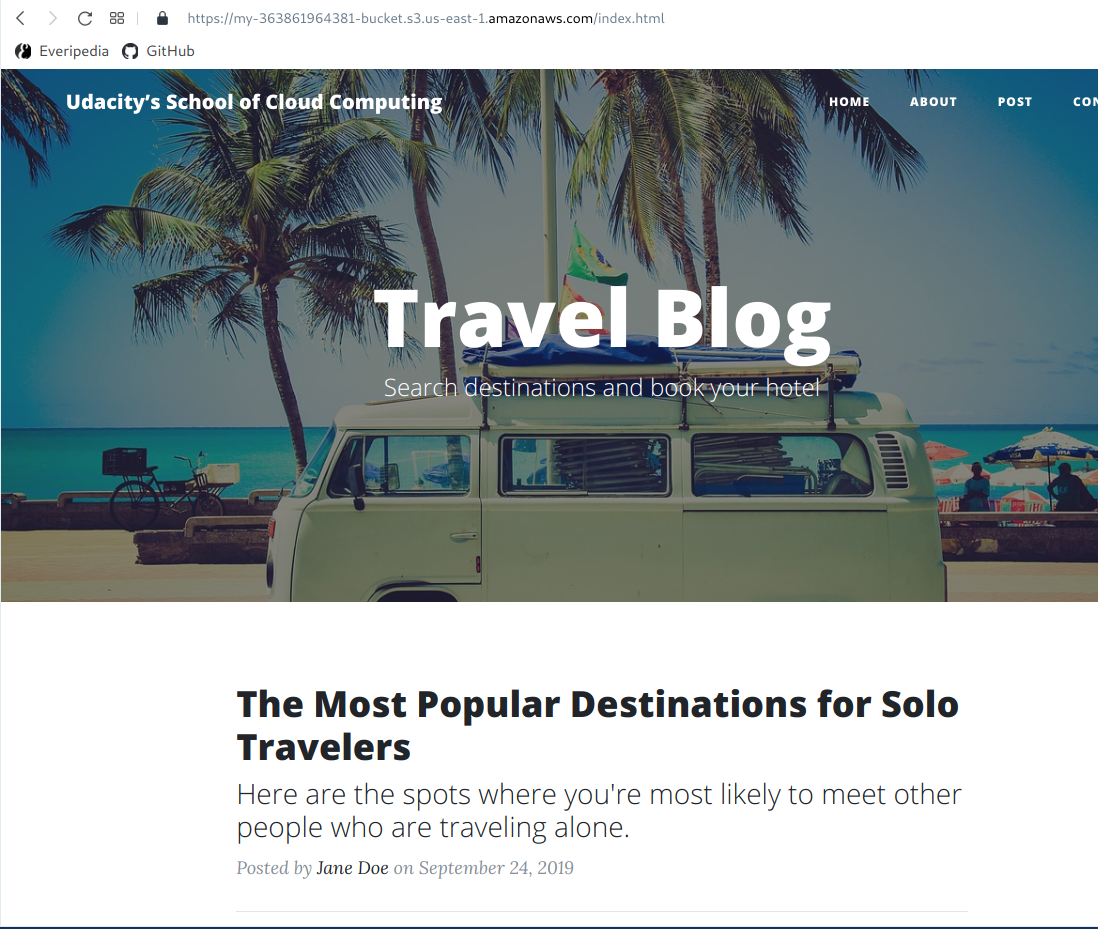 https://my-363861964381-bucket.s3.us-east-1.amazonaws.com/index.html
Everipedia GitHub
Udacity’s School of Cloud Computing HOME ABOUT POST CON
Travel Blog
Search destinations and book your hotel
VISA VISA
The Most Popular Destinations for Solo
Travelers
Here are the spots where you're most likely to meet other
people who are traveling alone.
Posted by Jane Doe on September 24, 2019